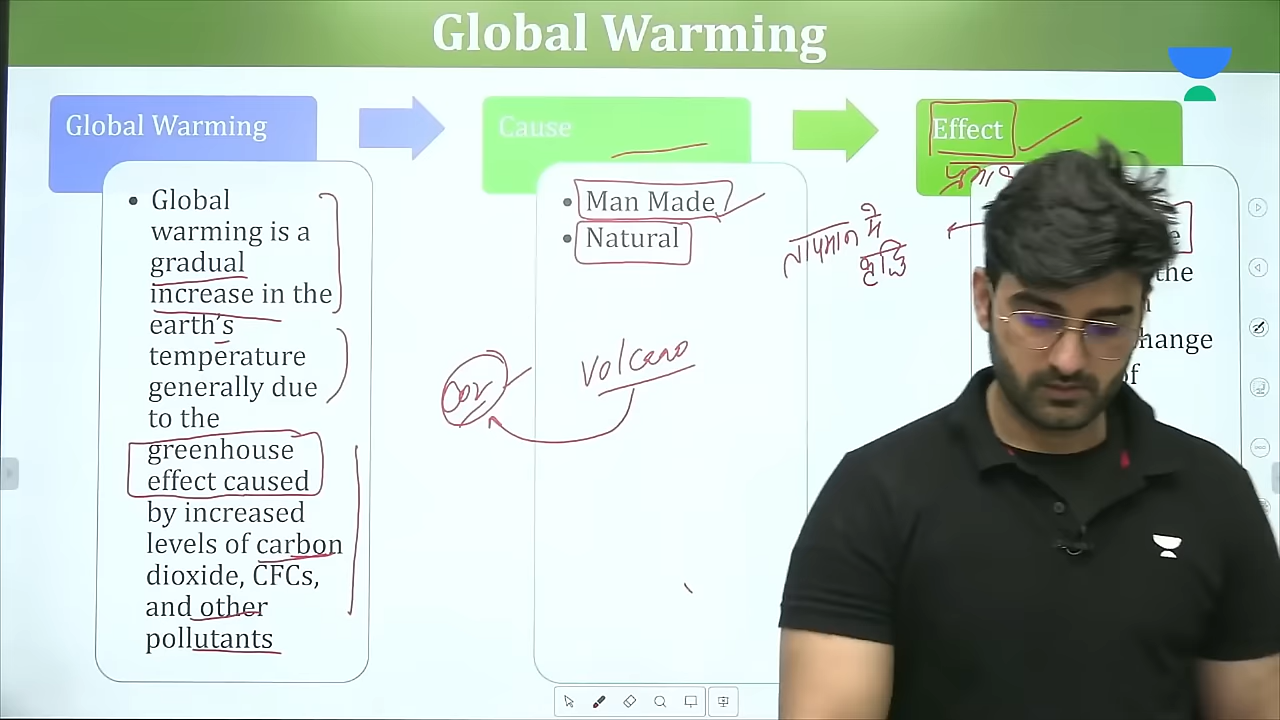 Global Warming
Global Warming
Cause
Effect
प्रभाव
• Global
warming is a
gradual
increase in the
earth's
temperature
generally due
to the
greenhouse
effect caused
by increased
levels of carbon
dioxide, CFCs,
and other
pollutants
• Man Made
• Natural
Volcano
CO2
तापमान में
वृद्धि
the
hange
of